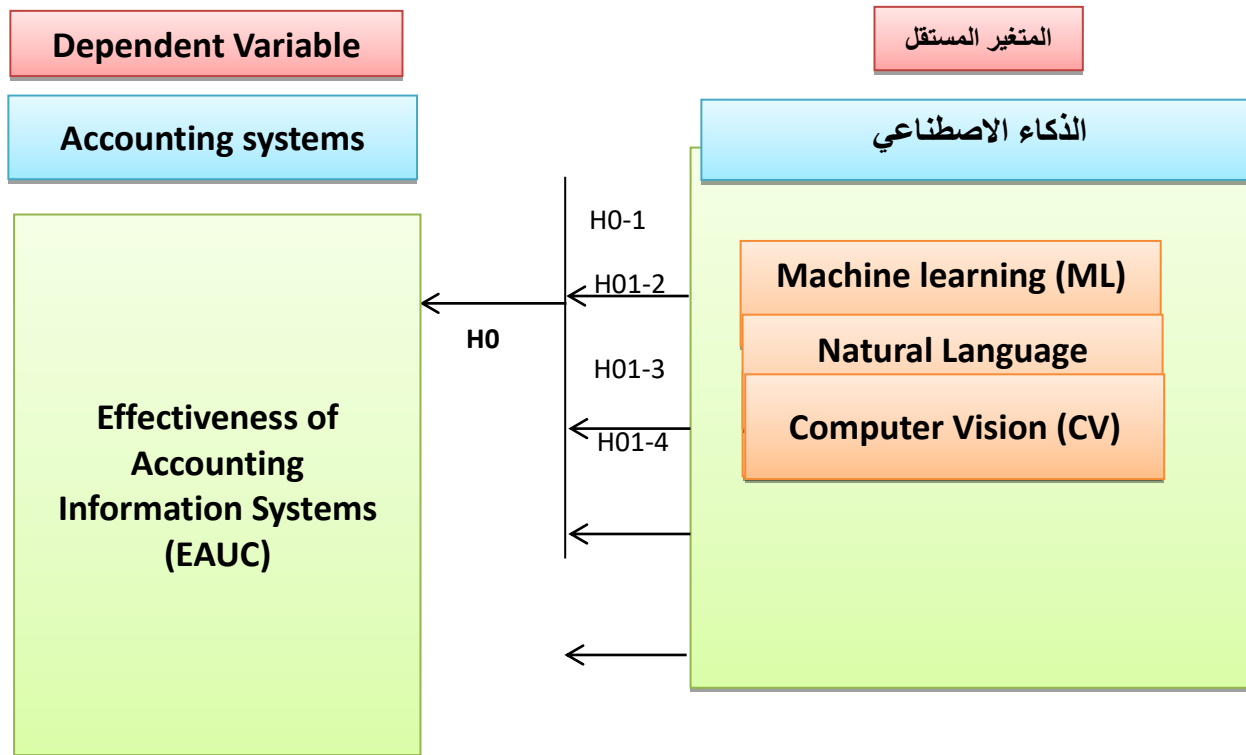 Dependent Variable
المتغير المستقل
Accounting systems
الذكاء الاصطناعي
H0-1
H01-2
H0
H01-3
H01-4
Machine learning (ML)
Natural Language
Computer Vision (CV)
Effectiveness of
Accounting
Information Systems
(EAUC)